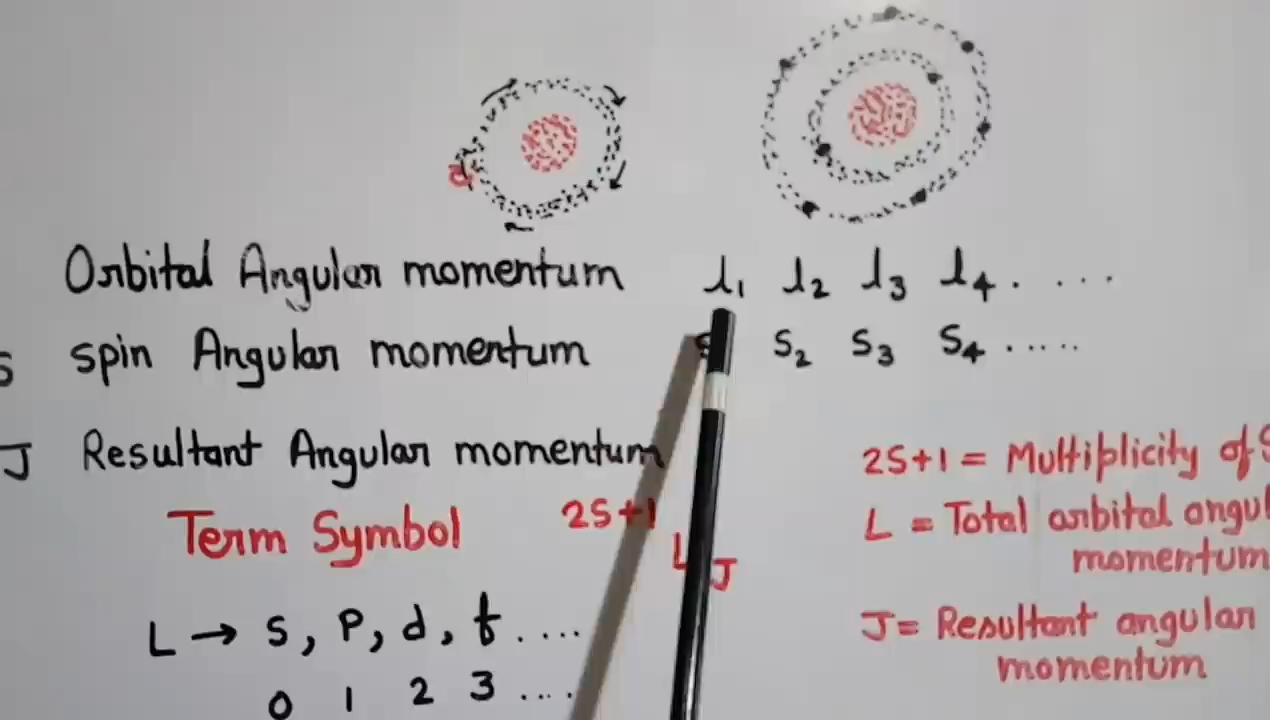 Orbital Angular momentum l1 l2 l3 l4. ...
S spin Angular momentum S2 S3 S4 .....
J Resultant Angular momentum
2S+1 = Multiplicity of
Term Symbol 2S+1 L J
L = Total orbital angul
momentum
L → s, p, d, f ....
J = Resultant angular
momentum
0 1 2 3 ....